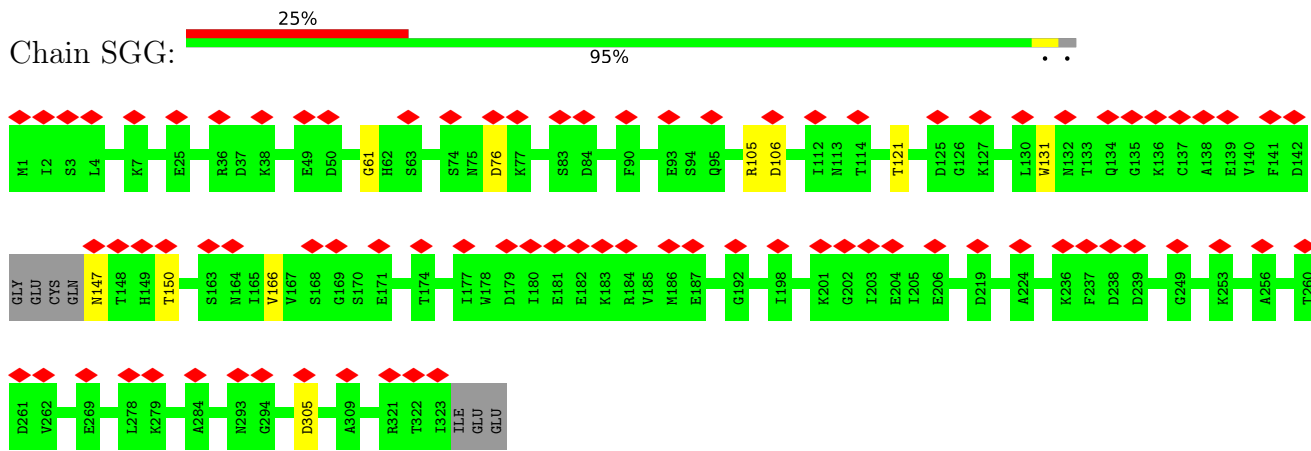 25%
Chain SGG:
95%
• •
M1 I2 S3 L4 K7 E25 R36 D37 K38 E49 D50 G61 H62 S63 S74 N75 D76 K77 S83 D84 F90 E93 S94 Q95 R105 D106 I112 N113 T114 T121 D125 G126 K127 L130 W131 N132 T133 Q134 G135 K136 C137 A138 E139 V140 F141 D142
GLY GLU CYS GLN N147 T148 H149 T150 S163 N164 I165 V166 V167 S168 G169 S170 E171 T174 I177 W178 D179 I180 E181 E182 K183 R184 V185 M186 E187 G192 I198 K201 G202 I203 E204 I205 E206 D219 A224 K236 F237 D238 D239 G249 K253 A256 T260
D261 V262 E269 L278 K279 A284 N293 G294 D305 A309 R321 T322 I323 ILE GLU GLU